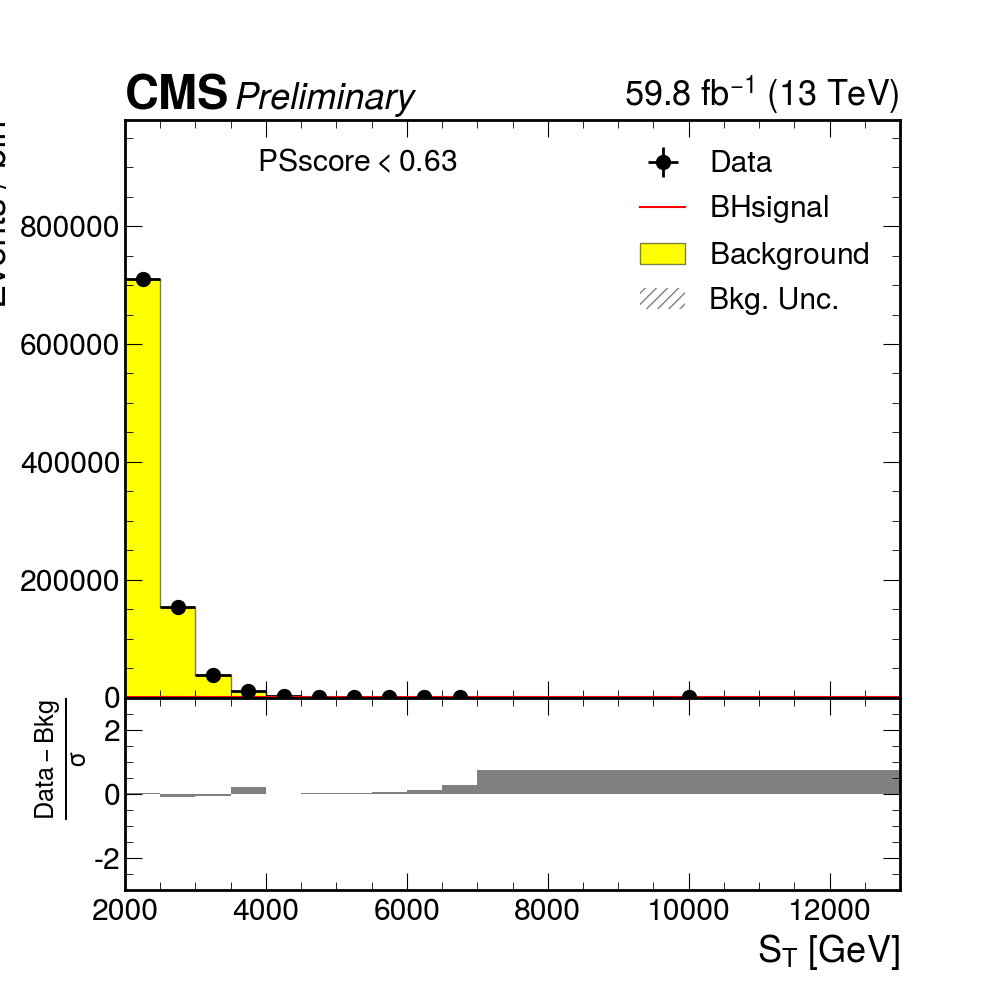 CMS Preliminary 59.8 fb⁻¹ (13 TeV)
PSscore < 0.63
Data
BHsignal
Background
Bkg. Unc.
800000
600000
400000
200000
0
Data – Bkg
σ
2
0
-2
2000 4000 6000 8000 10000 12000
S_T [GeV]